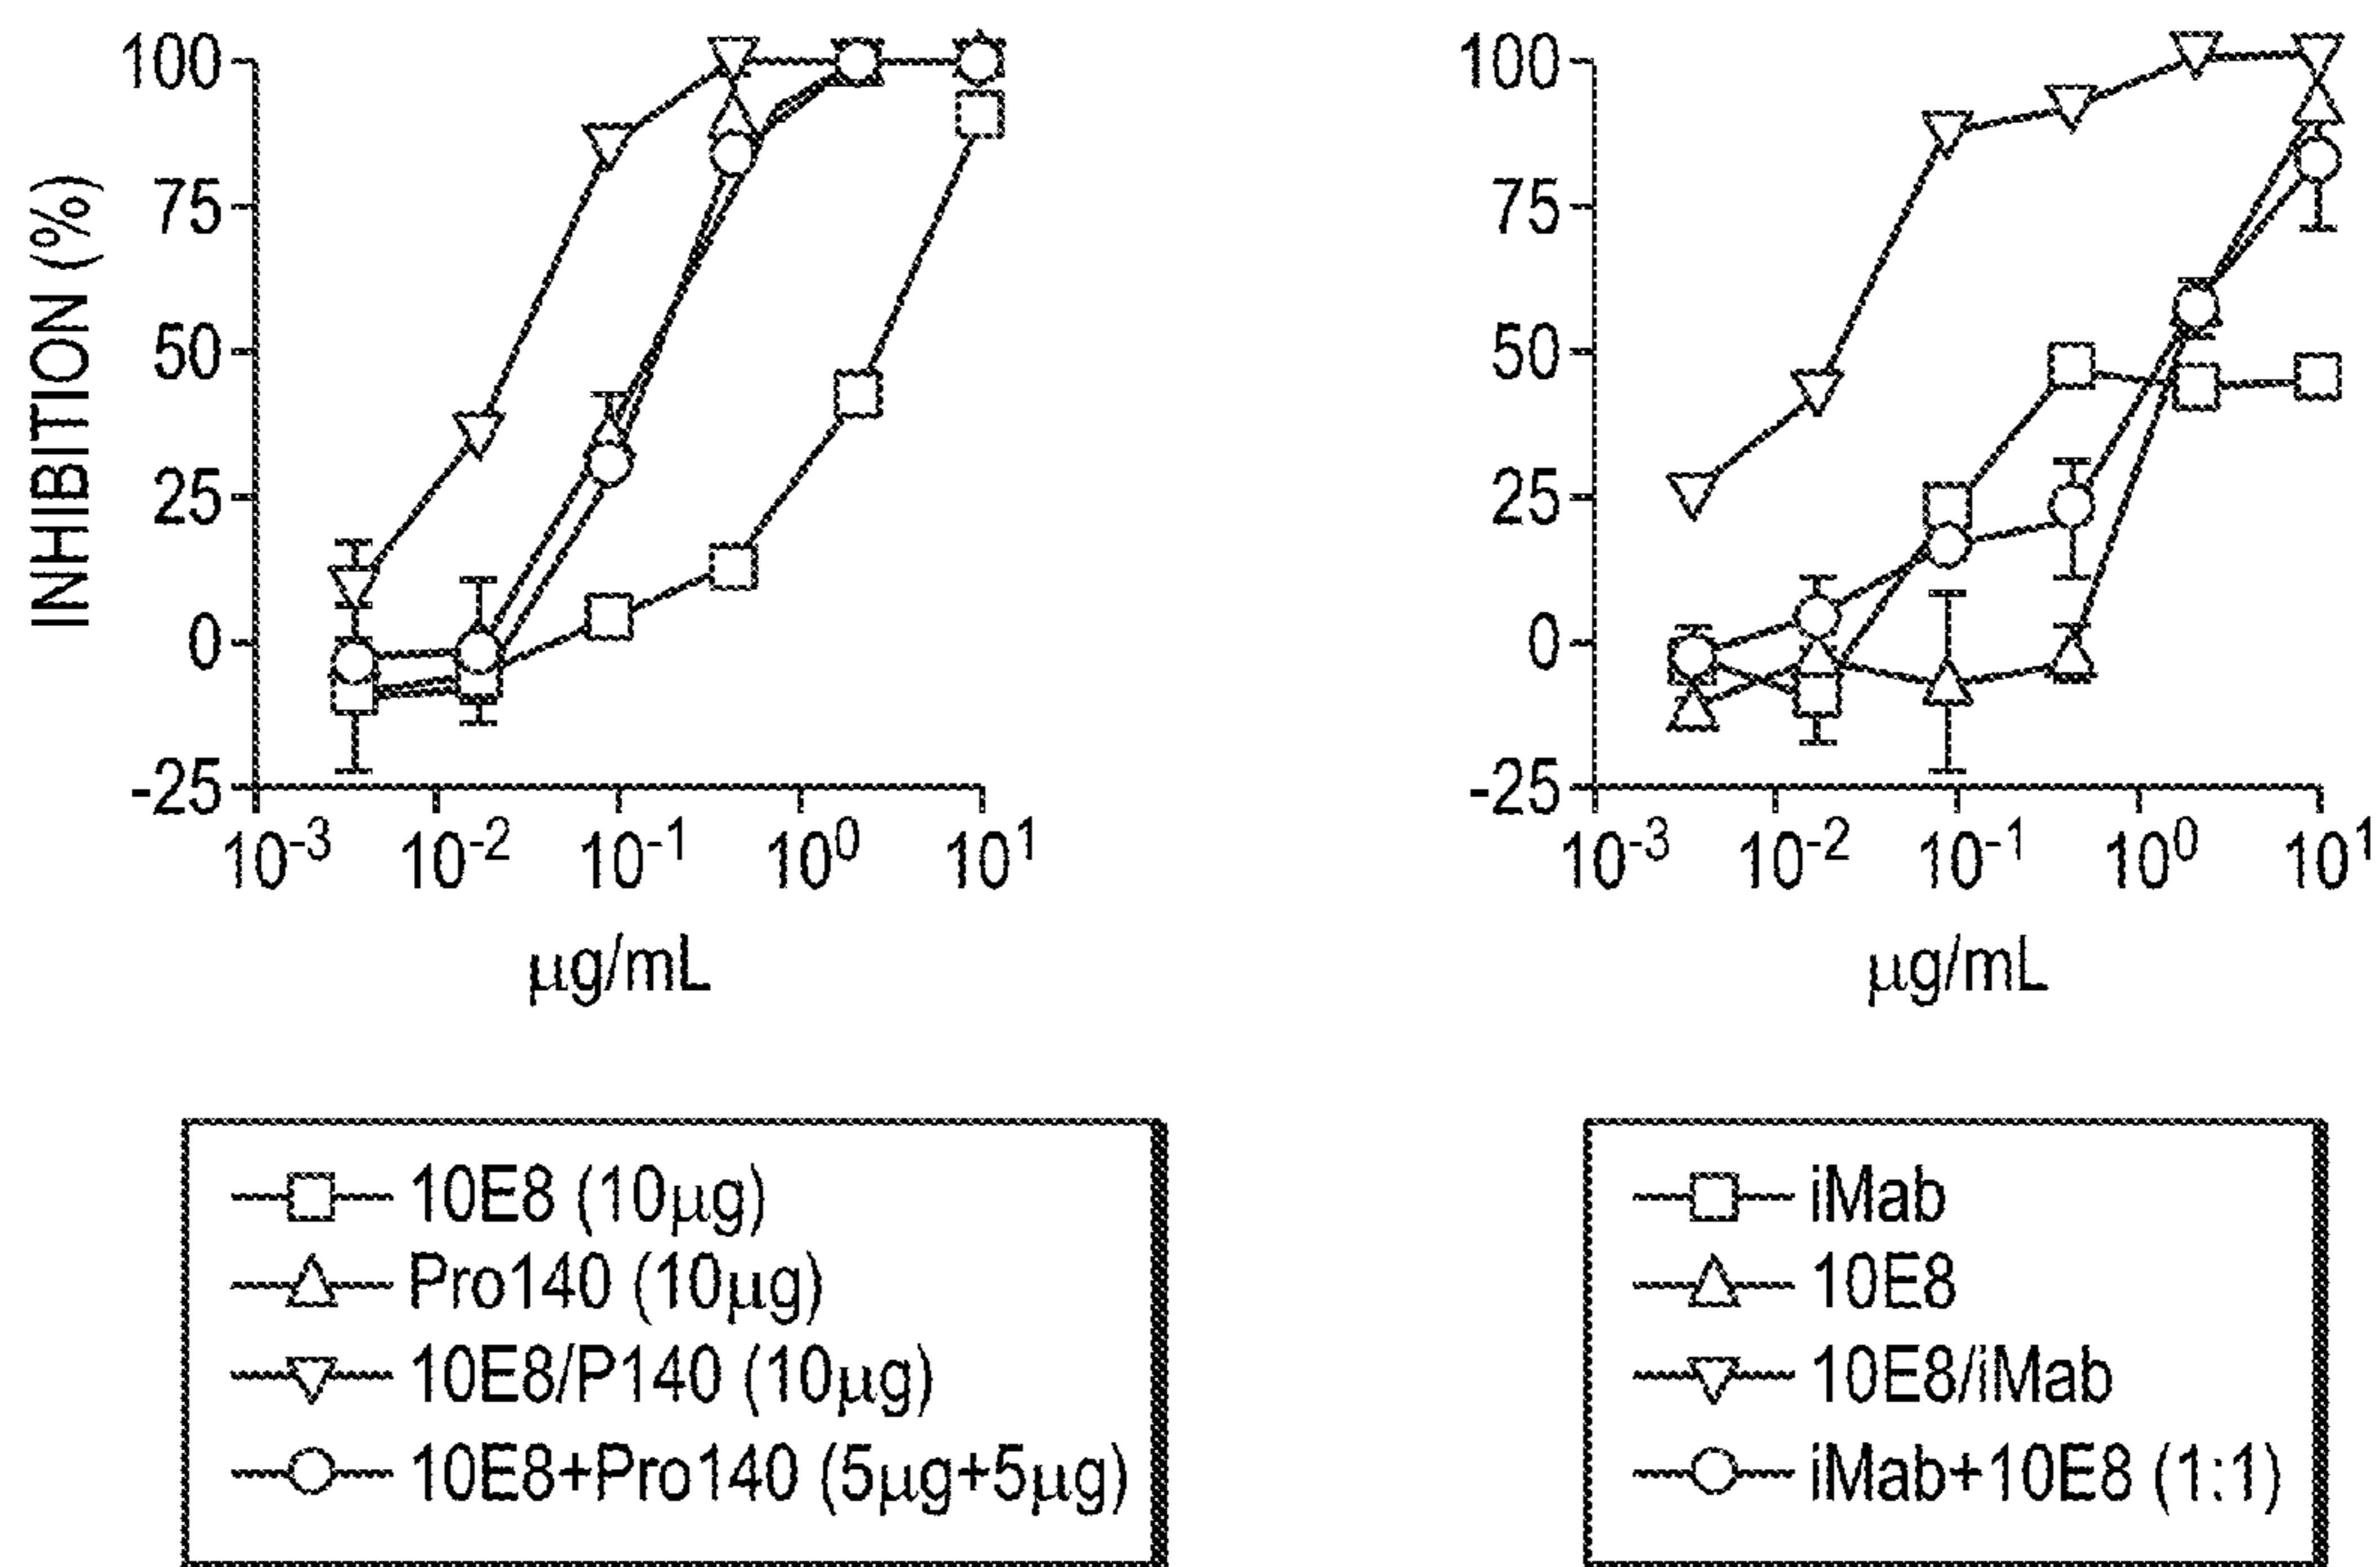 INHIBITION (%)
100
75
50
25
0
-25
10⁻³ 10⁻² 10⁻¹ 10⁰ 10¹
µg/mL
10E8 (10µg)
Pro140 (10µg)
10E8/P140 (10µg)
10E8+Pro140 (5µg+5µg)
100
75
50
25
0
-25
10⁻³ 10⁻² 10⁻¹ 10⁰ 10¹
µg/mL
iMab
10E8
10E8/iMab
iMab+10E8 (1:1)